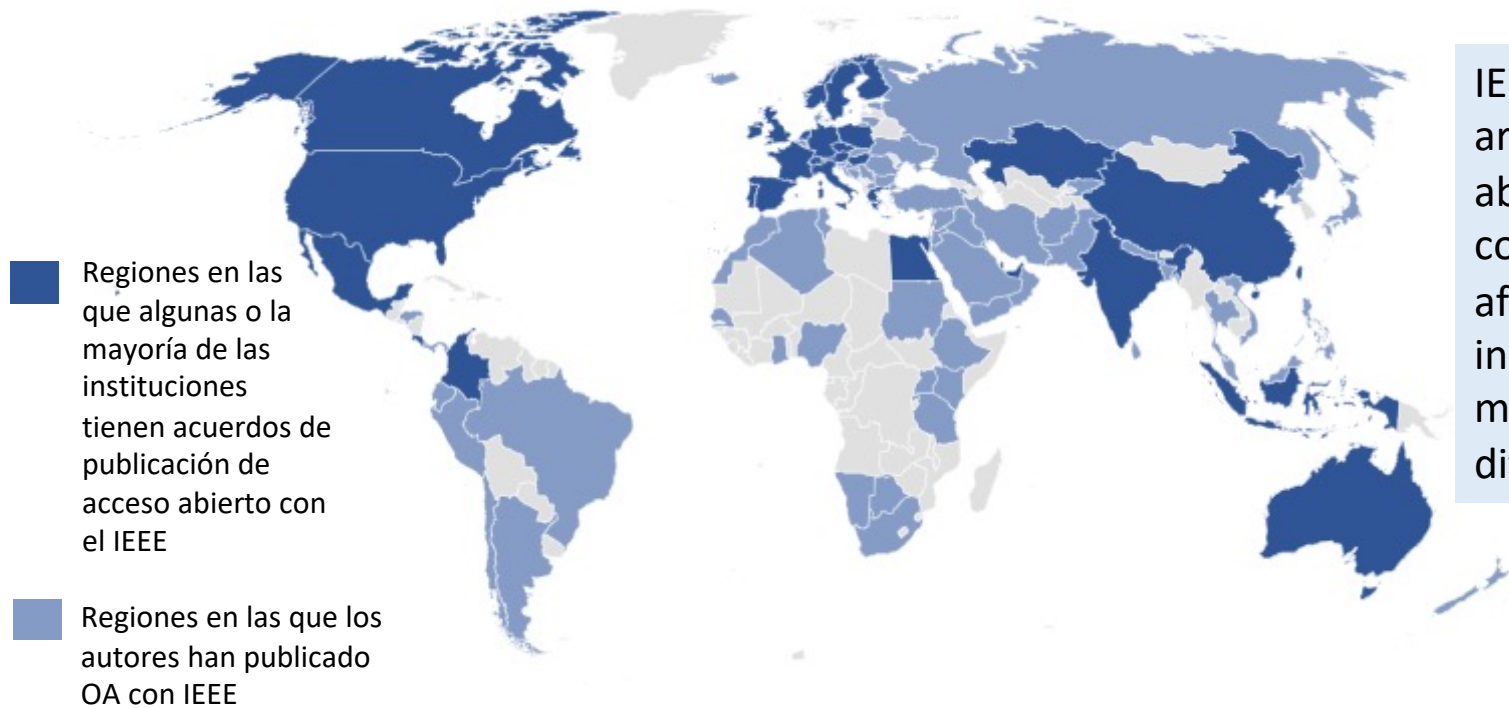 Regiones en las
que algunas o la
mayoría de las
instituciones
tienen acuerdos de
publicación de
acceso abierto con
el IEEE
Regiones en las que los
autores han publicado
OA con IEEE